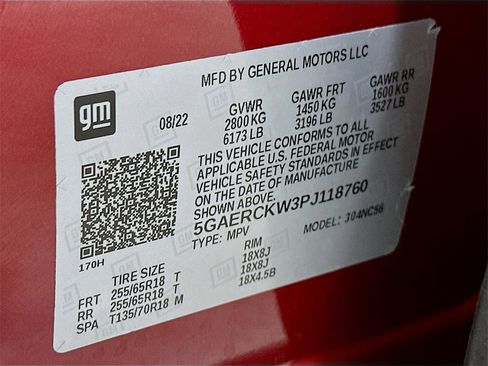 MFD BY GENERAL MOTORS LLC
gm
08/22
GVWR
2800 KG
6173 LB
GAWR FRT
1450 KG
3196 LB
GAWR RR
1600 KG
3527 LB
THIS VEHICLE CONFORMS TO ALL
APPLICABLE U.S. FEDERAL MOTOR
VEHICLE SAFETY STANDARDS IN EFFECT
ON THE DATE OF MANUFACTURE
SHOWN ABOVE.
5GAERCKW3PJ118760
TYPE: MPV
MODEL: 304NC56
170H
TIRE SIZE
RIM
FRT 255/65R18 T 18X8J
RR 255/65R18 T 18X8J
SPA T135/70R18 M 18X4.5B